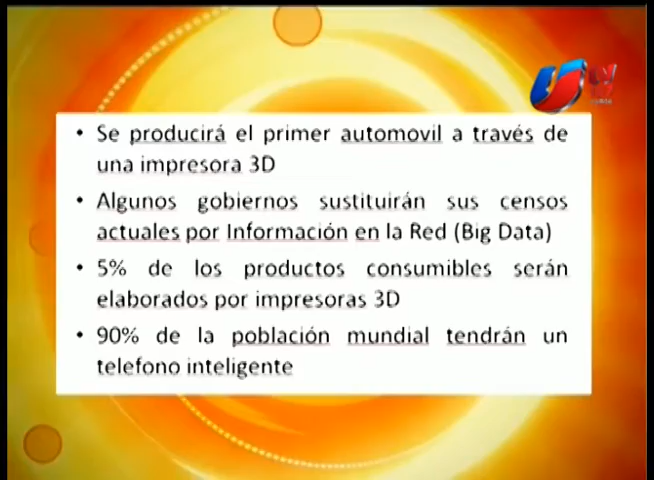 • Se producirá el primer automovil a través de
una impresora 3D
• Algunos gobiernos sustituirán sus censos
actuales por Información en la Red (Big Data)
• 5% de los productos consumibles serán
elaborados por impresoras 3D
• 90% de la población mundial tendrán un
telefono inteligente